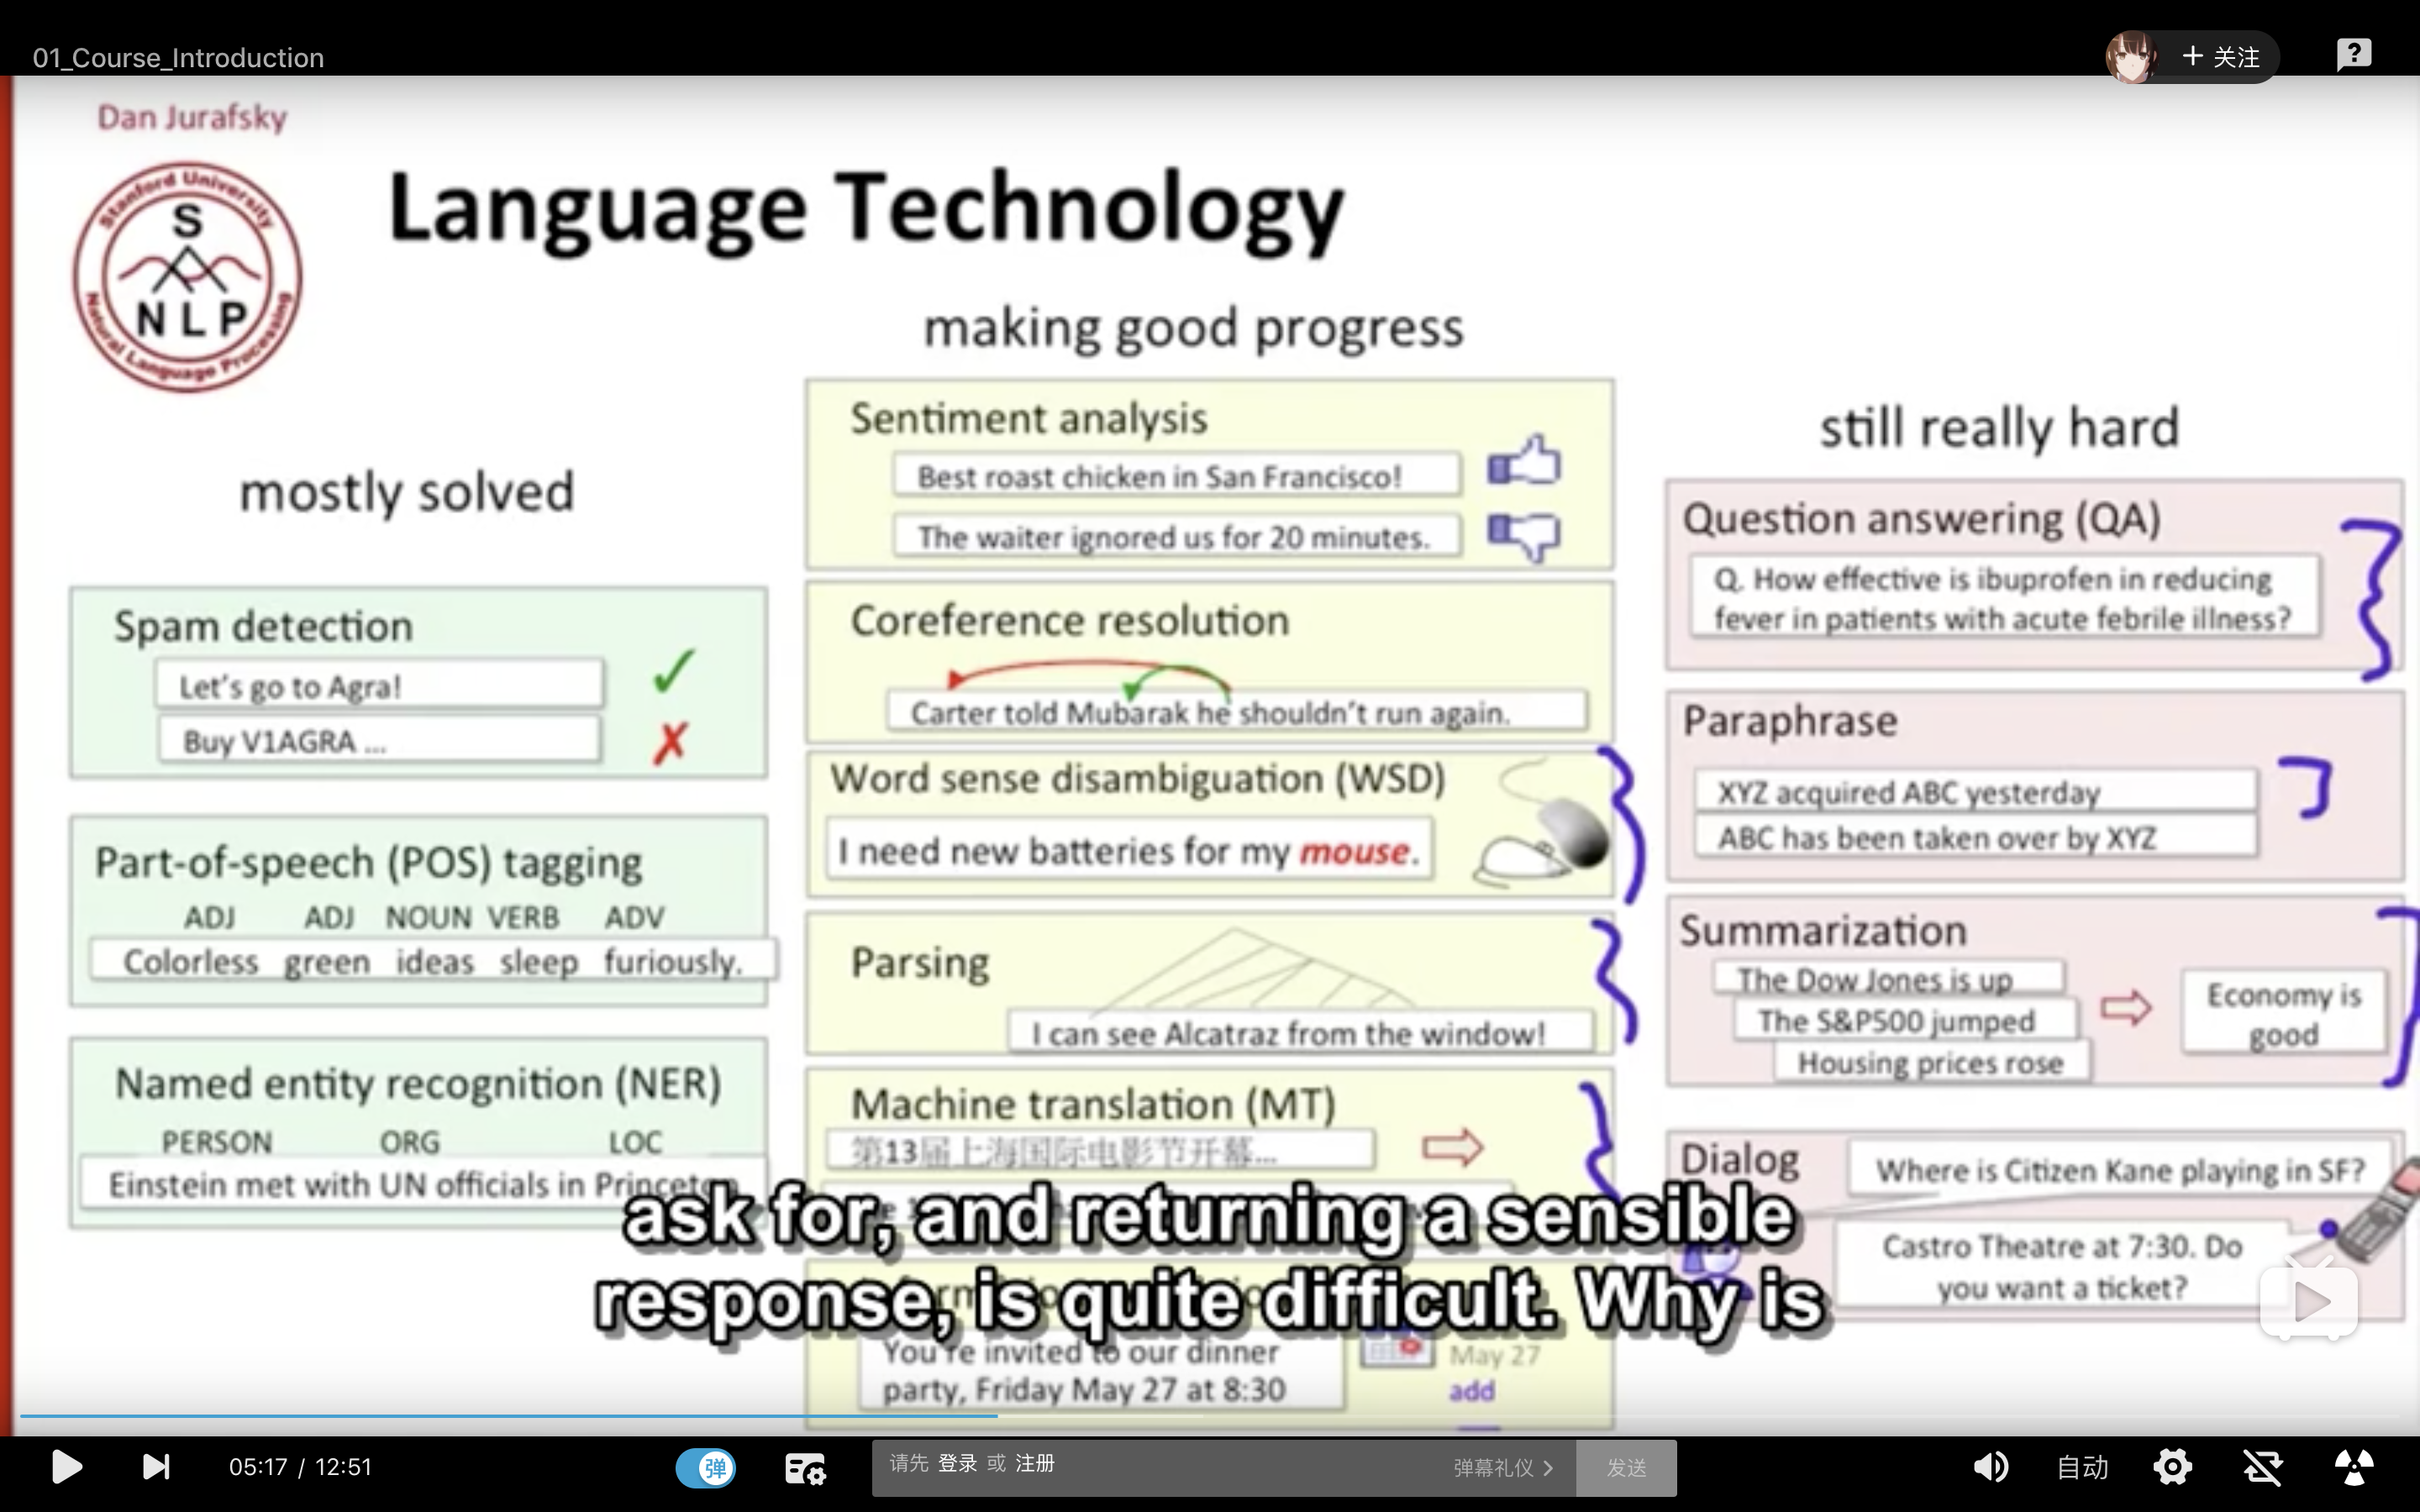 01_Course_Introduction
+ 关注
?
Dan Jurafsky
Stanford University
S
NLP
Natural Language Processing
Language Technology
mostly solved
Spam detection
Let's go to Agra!
Buy V1AGRA ...
Part-of-speech (POS) tagging
ADJ ADJ NOUN VERB ADV
Colorless green ideas sleep furiously.
Named entity recognition (NER)
PERSON ORG LOC
Einstein met with UN officials in
making good progress
Sentiment analysis
Best roast chicken in San Francisco!
The waiter ignored us for 20 minutes.
Coreference resolution
Carter told Mubarak he shouldn't run again.
Word sense disambiguation (WSD)
I need new batteries for my mouse.
Parsing
I can see Alcatraz from the window!
Machine translation (MT)
第13届上海国际电影节开幕...
You're invited to our dinner
party, Friday May 27 at 8:30
May 27
add
still really hard
Question answering (QA)
Q. How effective is ibuprofen in reducing
fever in patients with acute febrile illness?
Paraphrase
XYZ acquired ABC yesterday
ABC has been taken over by XYZ
Summarization
The Dow Jones is up
The S&P500 jumped
Housing prices rose
Economy is
good
Dialog
Where is Citizen Kane playing in SF?
Castro Theatre at 7:30. Do
you want a ticket?
ask for, and returning a sensible
response, is quite difficult. Why is
05:17 / 12:51
弹
请先 登录 或 注册
弹幕礼仪 >
发送
自动